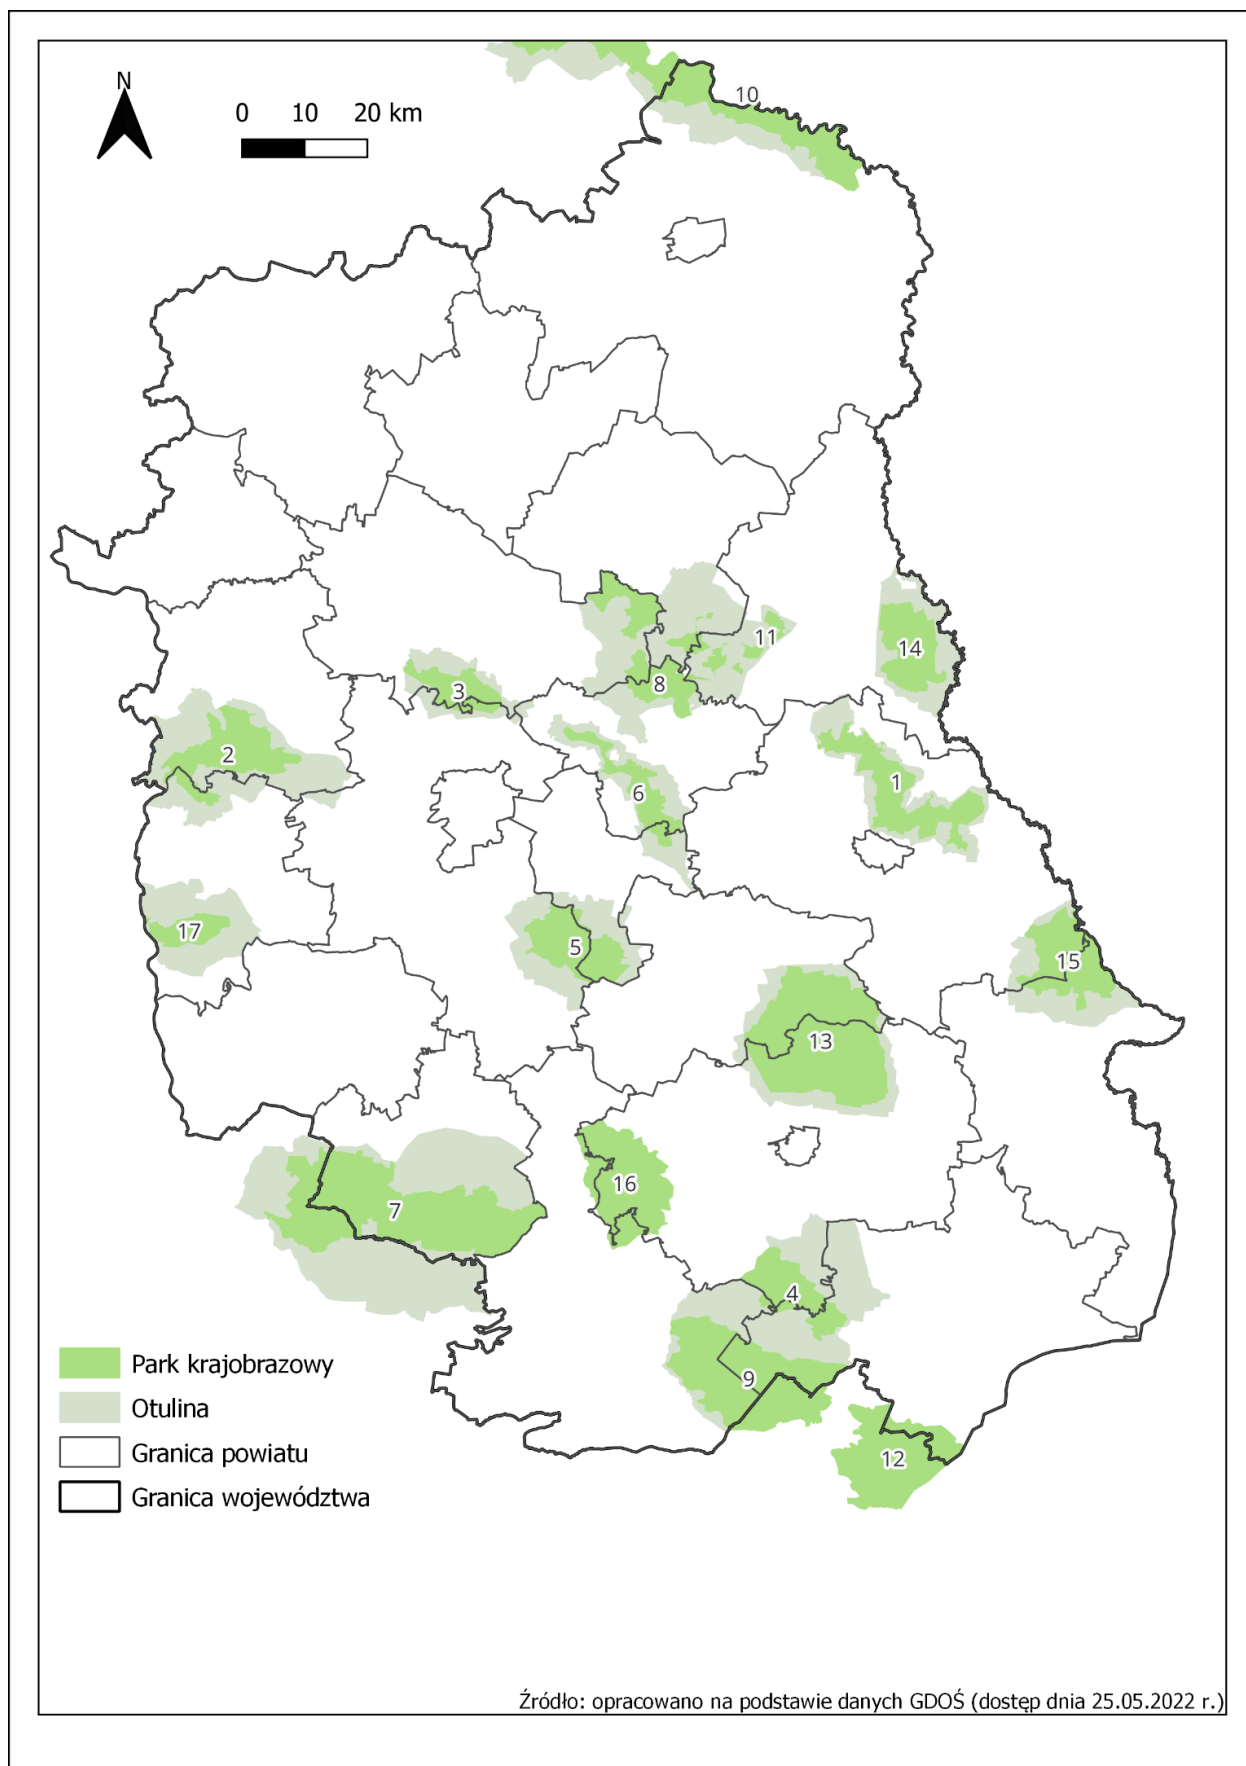 N
0 10 20 km
10
11
14
8
3
2
1
6
17
5
15
13
16
7
4
9
12
Park krajobrazowy
Otulina
Granica powiatu
Granica województwa
Źródło: opracowano na podstawie danych GDOŚ (dostęp dnia 25.05.2022 r.)